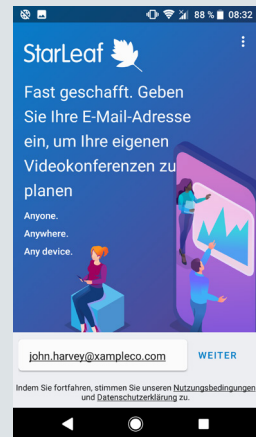 88 % 08:32
StarLeaf
Fast geschafft. Geben
Sie Ihre E-Mail-Adresse
ein, um Ihre eigenen
Videokonferenzen zu
planen
Anyone.
Anywhere.
Any device.
john.harvey@xampleco.com WEITER
Indem Sie fortfahren, stimmen Sie unseren Nutzungsbedingungen
und Datenschutzerklärung zu.